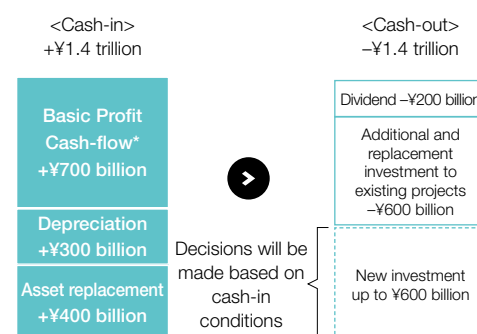 <Cash-in>
+¥1.4 trillion
Basic Profit
Cash-flow*
+¥700 billion
Depreciation
+¥300 billion
Asset replacement
+¥400 billion
Decisions will be
made based on
cash-in
conditions
<Cash-out>
–¥1.4 trillion
Dividend –¥200 billion
Additional and
replacement
investment to
existing projects
–¥600 billion
New investment
up to ¥600 billion